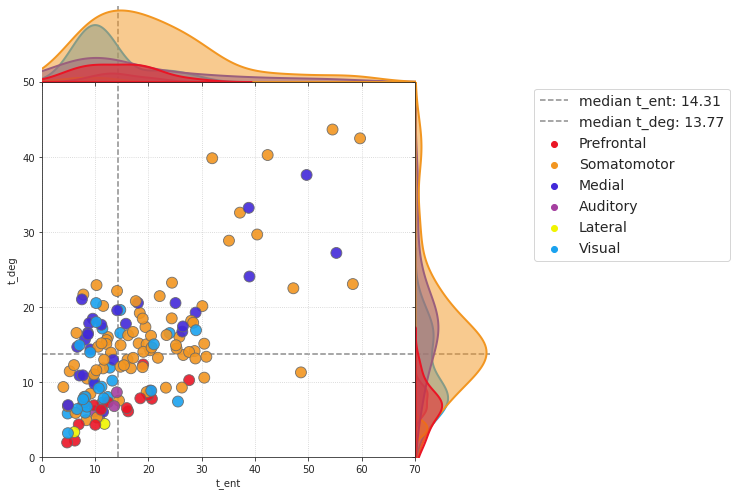 median t_ent: 14.31
median t_deg: 13.77
Prefrontal
Somatomotor
Medial
Auditory
Lateral
Visual
50
40
30
20
10
0
t_deg
0 10 20 30 40 50 60 70
t_ent